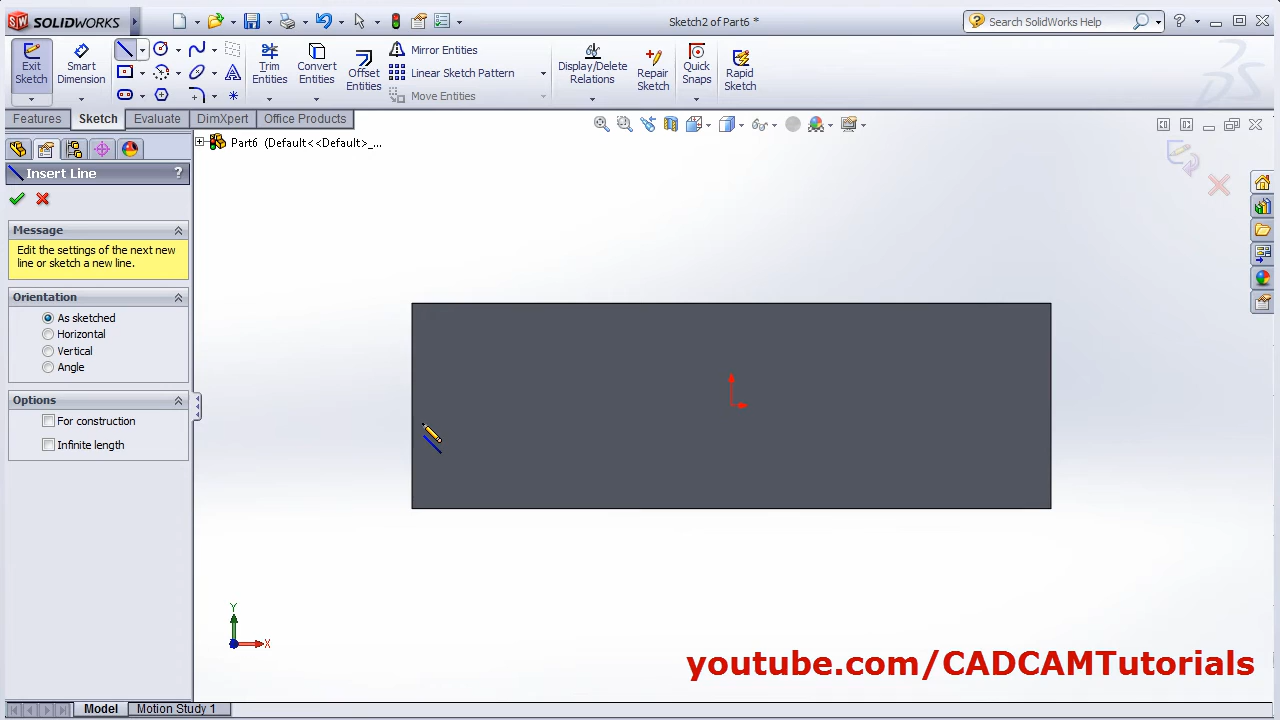 SOLIDWORKS
Sketch2 of Part6 *
Search SolidWorks Help
Exit Sketch
Smart Dimension
Trim Entities
Convert Entities
Offset Entities
Mirror Entities
Linear Sketch Pattern
Move Entities
Display/Delete Relations
Repair Sketch
Quick Snaps
Rapid Sketch
Features
Sketch
Evaluate
DimXpert
Office Products
Part6 (Default<<Default>_...
Insert Line
?
Message
Edit the settings of the next new
line or sketch a new line.
Orientation
As sketched
Horizontal
Vertical
Angle
Options
For construction
Infinite length
Y
X
youtube.com/CADCAMTutorials
Model
Motion Study 1